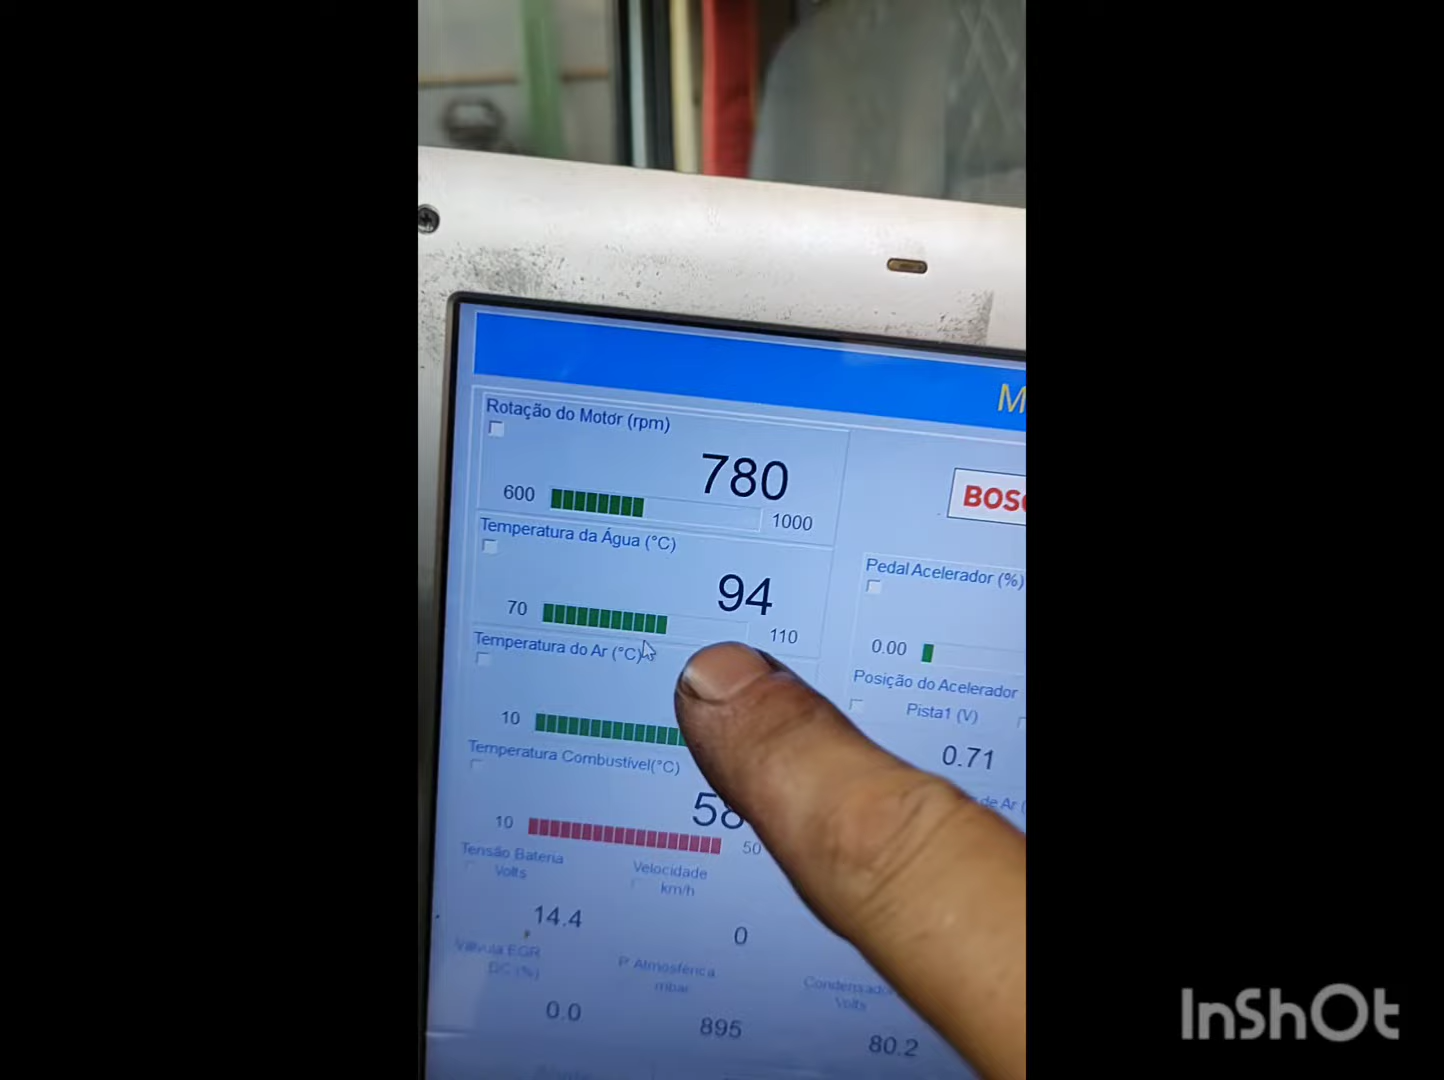 Rotação do Motor (rpm)
780
600
1000
Temperatura da Água (°C)
94
70
110
Temperatura do Ar (°C)
10
Temperatura Combustível(°C)
58
10
50
Tensão Bateria
Volts
14.4
Velocidade
km/h
0
Válvula EGR
DC (%)
0.0
P Atmosférica
mbar
895
Condensador
Volts
80.2
M
BOSC
Pedal Acelerador (%)
0.00
Posição do Acelerador
Pista1 (V)
0.71
de Ar (
InShOt